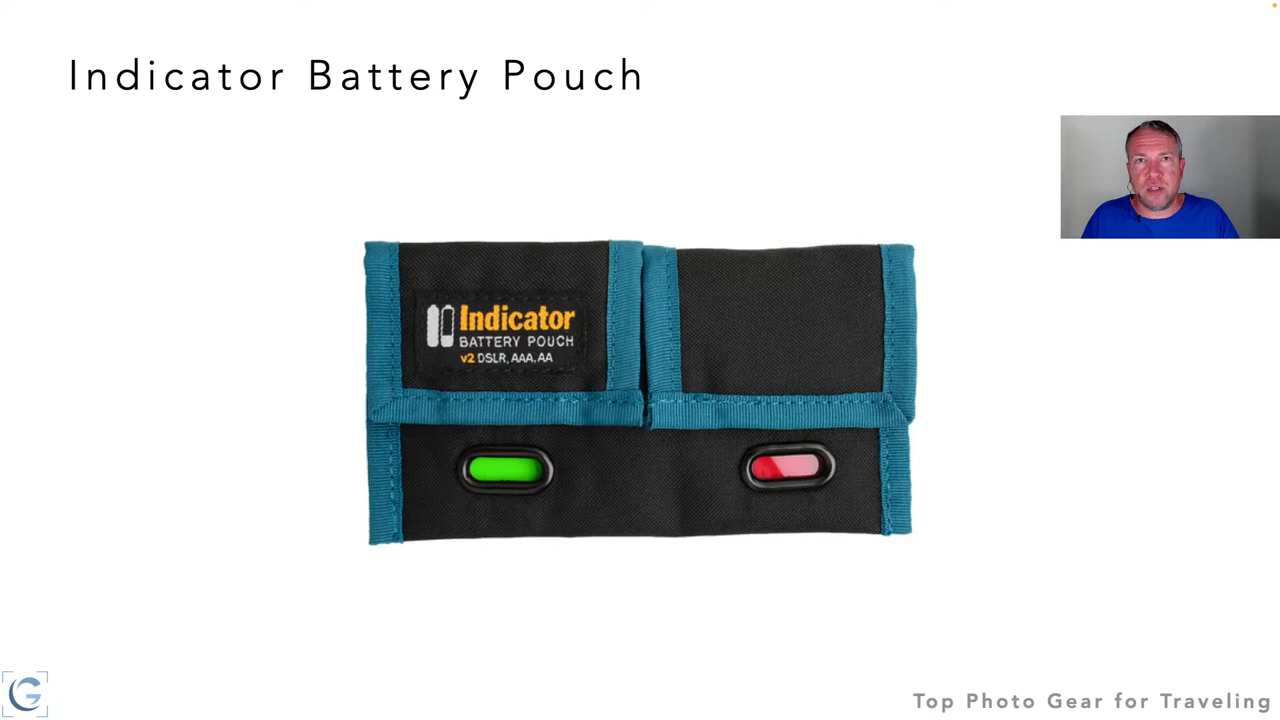 Indicator Battery Pouch
Indicator
BATTERY POUCH
v2 DSLR, AAA, AA
Top Photo Gear for Traveling